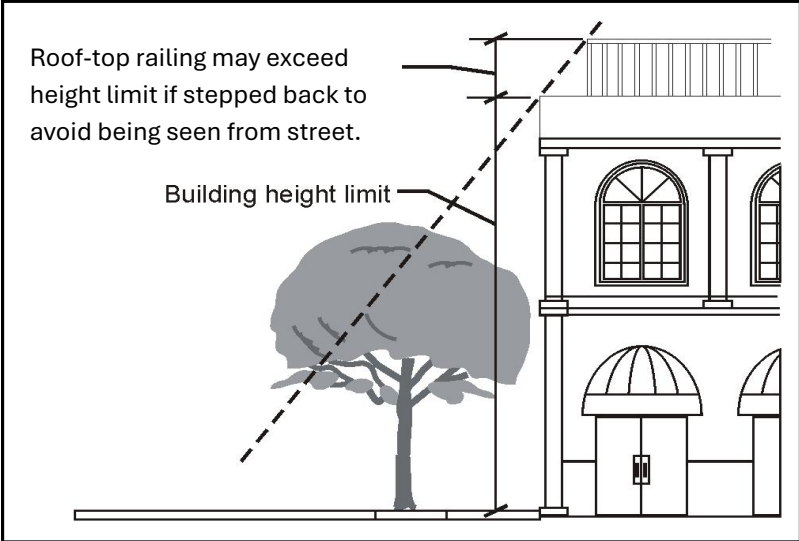 Roof-top railing may exceed
height limit if stepped back to
avoid being seen from street.
Building height limit